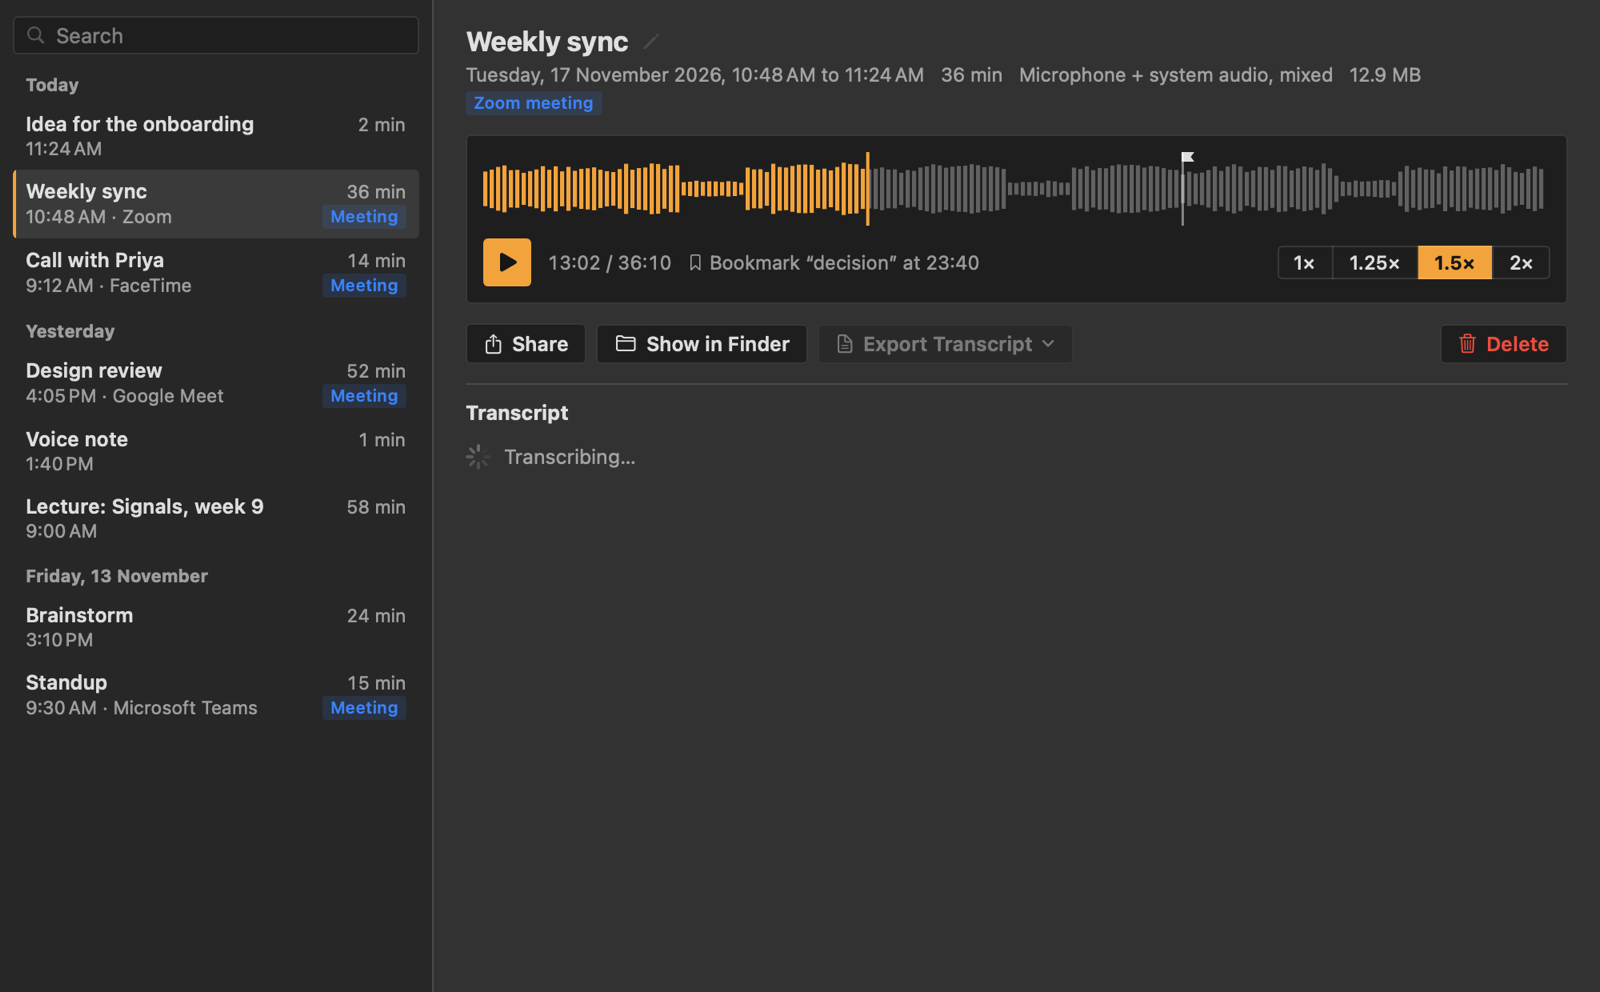 Search
Today
Idea for the onboarding 2 min
11:24 AM
Weekly sync 36 min
10:48 AM · Zoom Meeting
Call with Priya 14 min
9:12 AM · FaceTime Meeting
Yesterday
Design review 52 min
4:05 PM · Google Meet Meeting
Voice note 1 min
1:40 PM
Lecture: Signals, week 9 58 min
9:00 AM
Friday, 13 November
Brainstorm 24 min
3:10 PM
Standup 15 min
9:30 AM · Microsoft Teams Meeting
Weekly sync
Tuesday, 17 November 2026, 10:48 AM to 11:24 AM 36 min Microphone + system audio, mixed 12.9 MB
Zoom meeting
13:02 / 36:10 Bookmark “decision” at 23:40 1× 1.25× 1.5× 2×
Share Show in Finder Export Transcript Delete
Transcript
Transcribing...